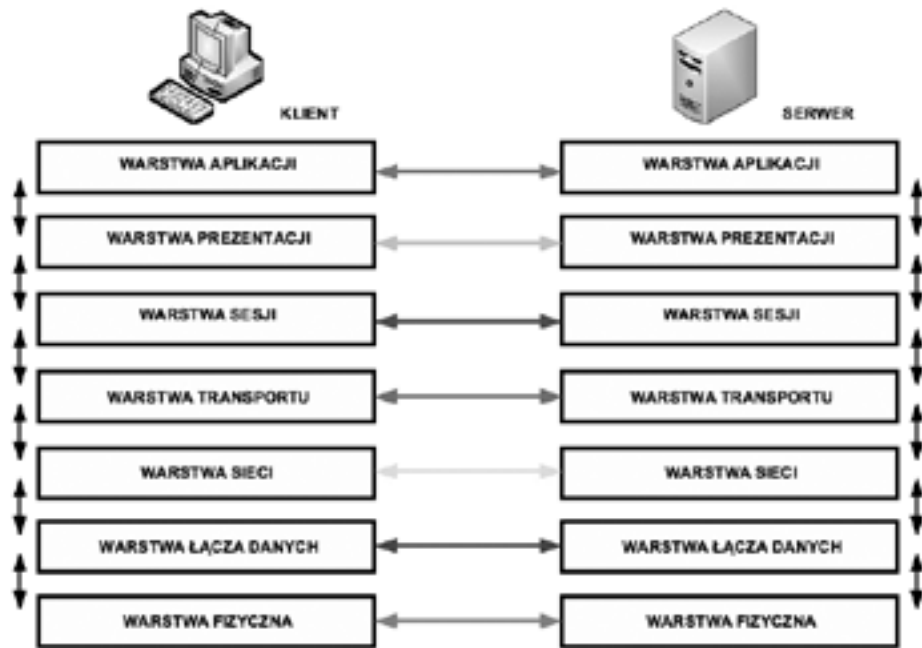 KLIENT
SERWER
WARSTWA APLIKACJI
WARSTWA APLIKACJI
WARSTWA PREZENTACJI
WARSTWA PREZENTACJI
WARSTWA SESJI
WARSTWA SESJI
WARSTWA TRANSPORTU
WARSTWA TRANSPORTU
WARSTWA SIECI
WARSTWA SIECI
WARSTWA ŁĄCZA DANYCH
WARSTWA ŁĄCZA DANYCH
WARSTWA FIZYCZNA
WARSTWA FIZYCZNA